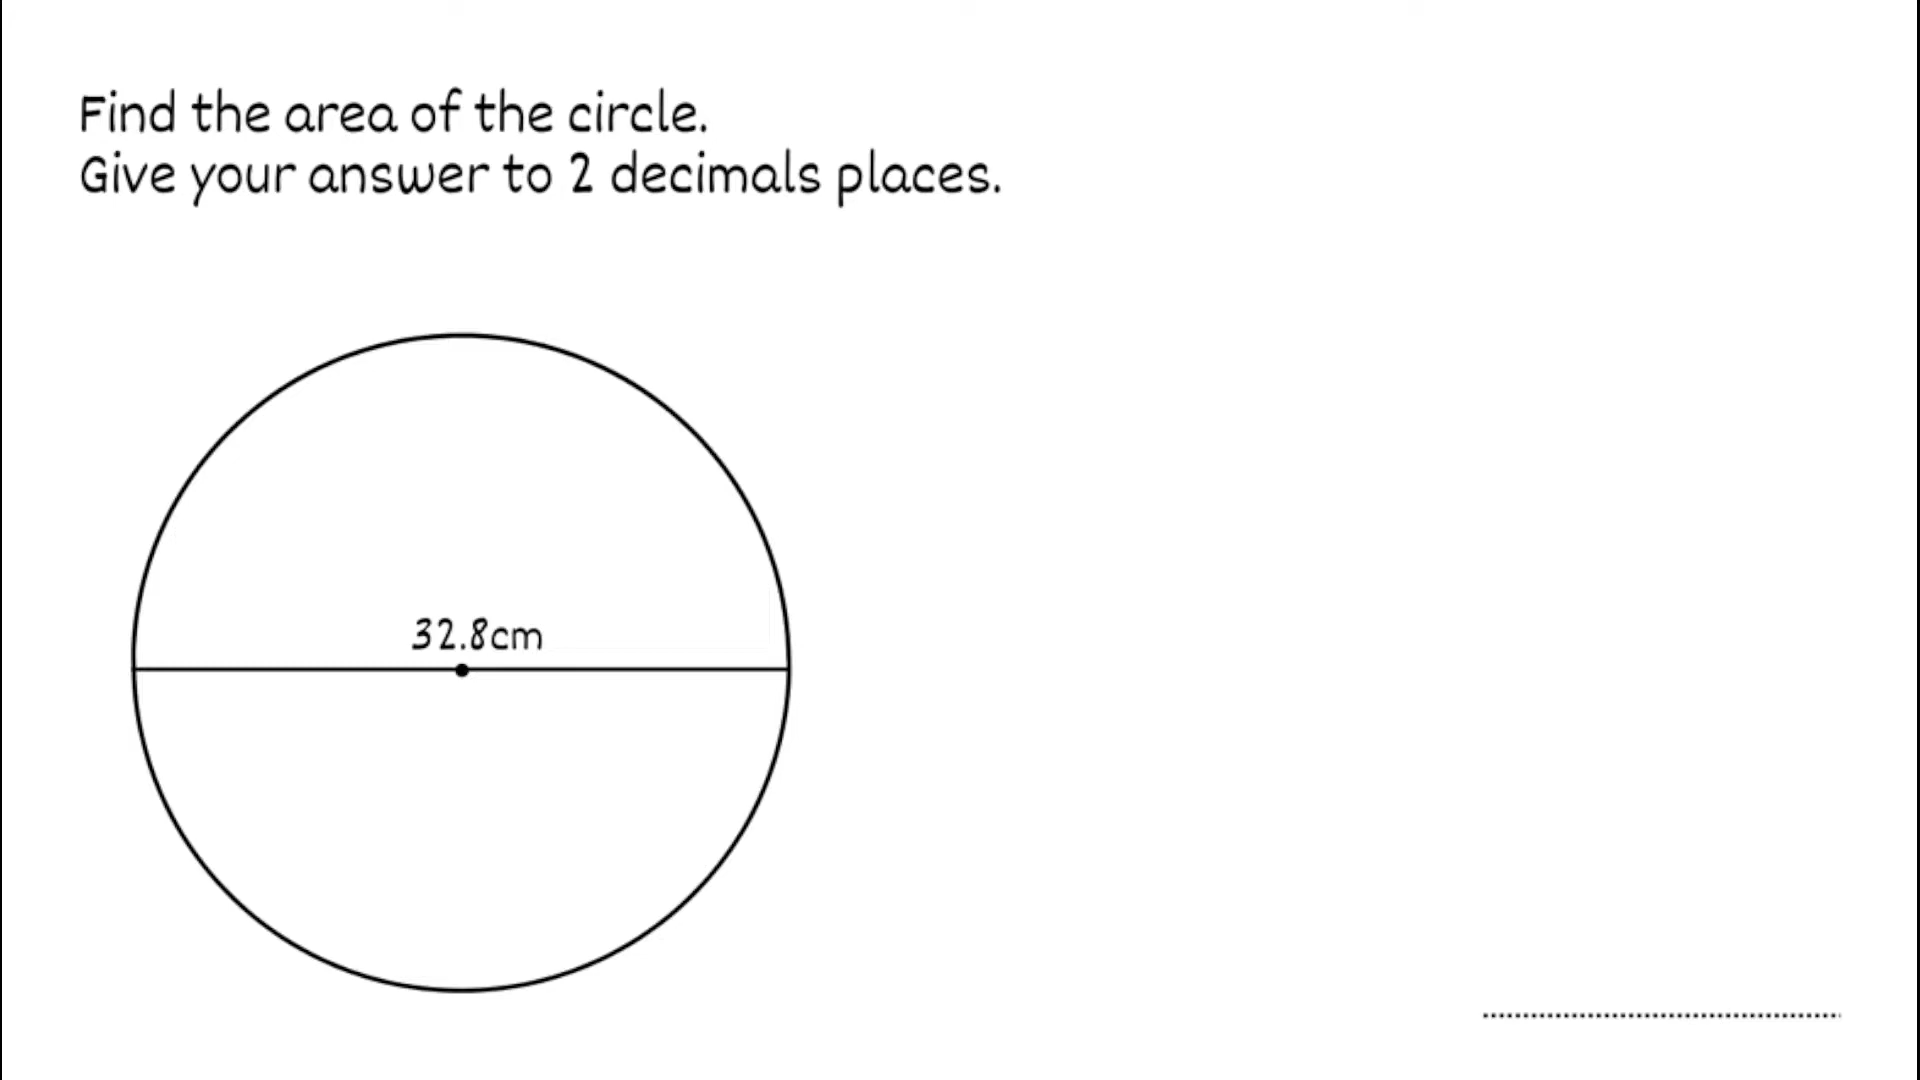 Find the area of the circle.
Give your answer to 2 decimals places.
32.8cm